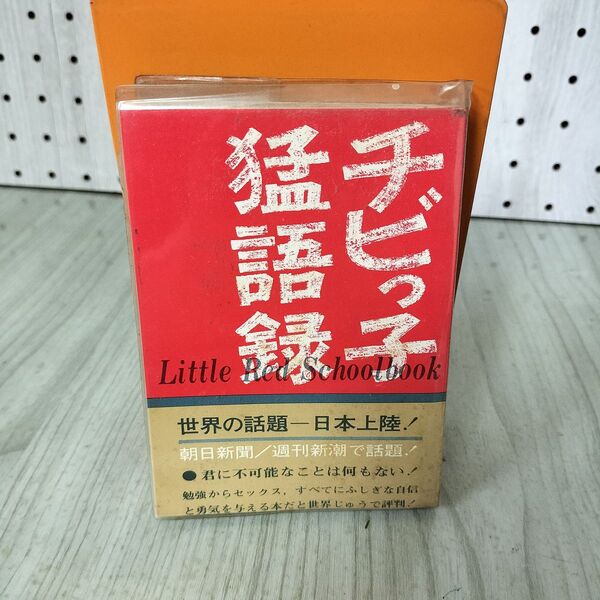 チビっ子
猛語録
Little Red Schoolbook
世界の話題―日本上陸!
朝日新聞/週刊新潮で話題!
●君に不可能なことは何もない!
勉強からセックス,すべてにふしぎな自信
と勇気を与える本だと世界じゅうで評判!